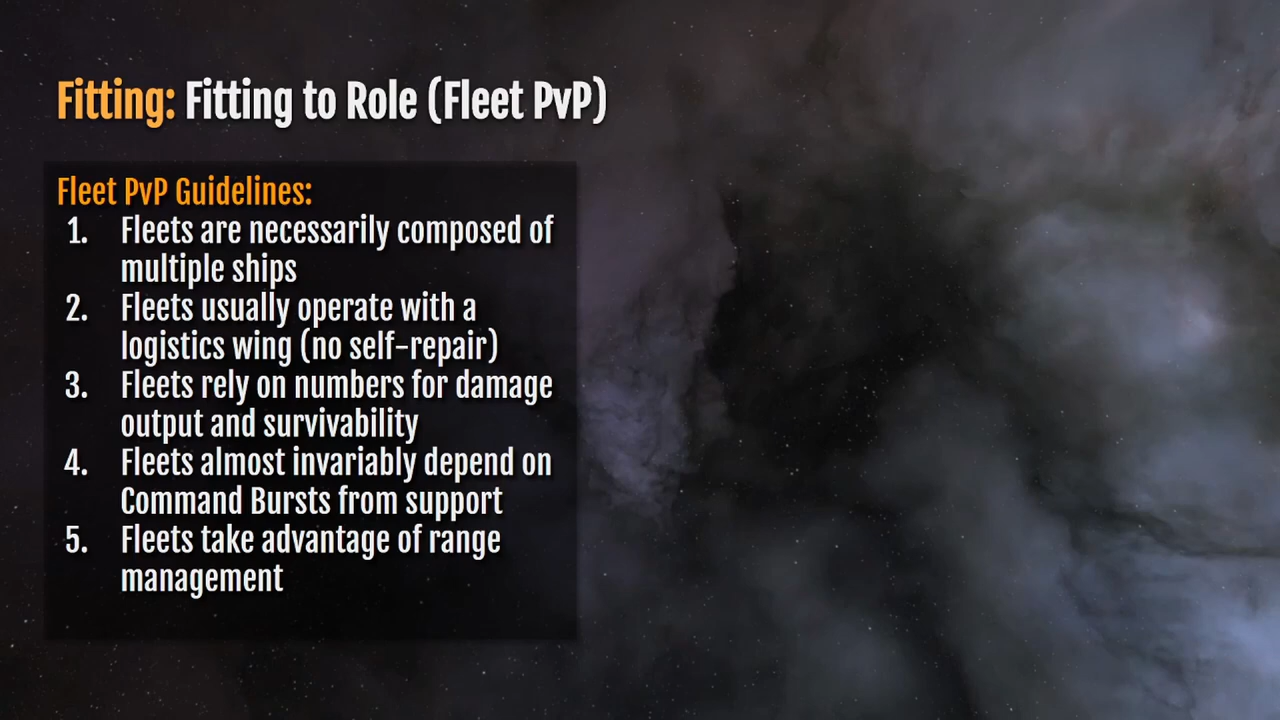 Fitting: Fitting to Role (Fleet PvP)
Fleet PvP Guidelines:
1. Fleets are necessarily composed of
multiple ships
2. Fleets usually operate with a
logistics wing (no self-repair)
3. Fleets rely on numbers for damage
output and survivability
4. Fleets almost invariably depend on
Command Bursts from support
5. Fleets take advantage of range
management